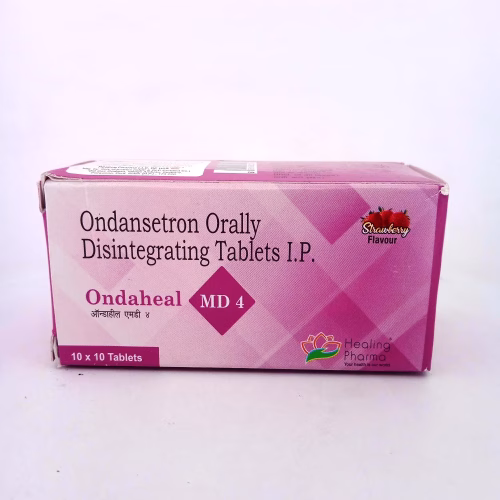 Ondansetron Orally
Disintegrating Tablets I.P.
Strawberry
Flavour
Ondaheal MD 4
ऑन्डाहील एमडी ४
10 x 10 Tablets
Healing
Pharma